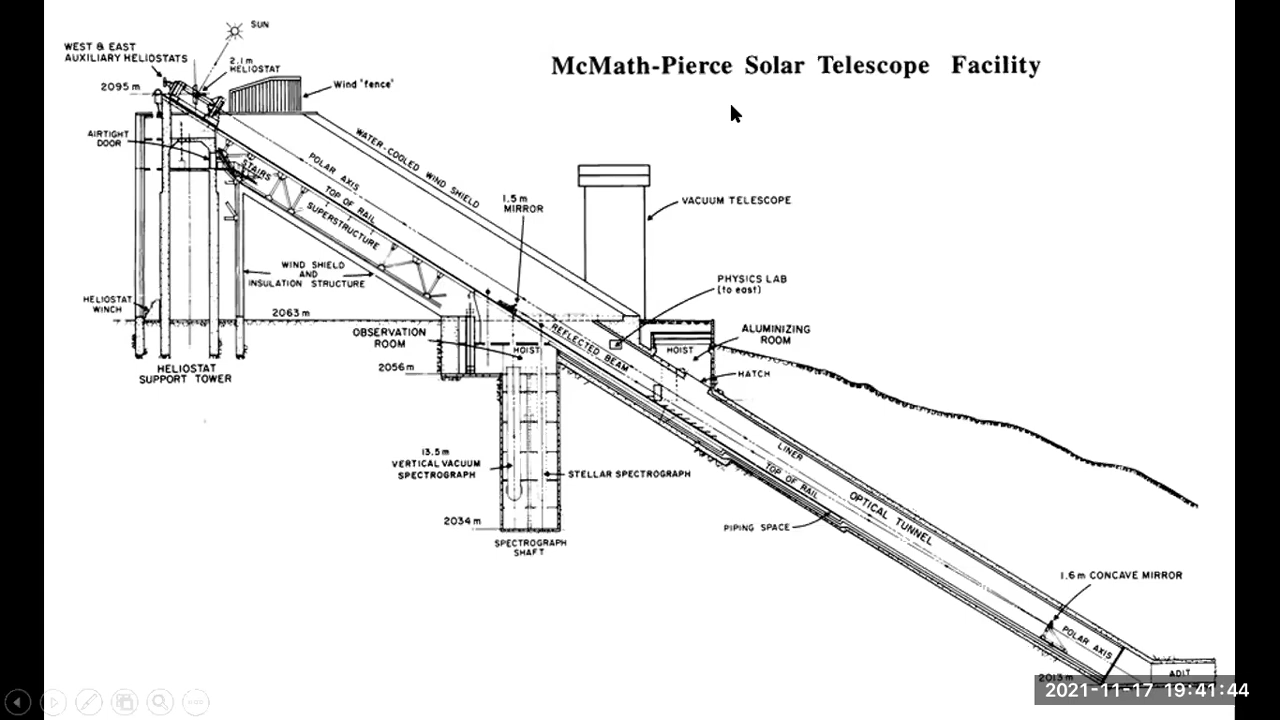 McMath-Pierce Solar Telescope Facility
SUN
WEST & EAST
AUXILIARY HELIOSTATS
2.1 m
HELIOSTAT
2095 m
Wind "fence"
AIRTIGHT
DOOR
STAIRS
POLAR AXIS
WATER-COOLED WIND SHIELD
TOP OF RAIL
SUPERSTRUCTURE
1.5 m
MIRROR
VACUUM TELESCOPE
WIND SHIELD
AND
INSULATION STRUCTURE
PHYSICS LAB
(to east)
HELIOSTAT
WINCH
2063 m
OBSERVATION
ROOM
HOIST
REFLECTED BEAM
HOIST
ALUMINIZING
ROOM
HATCH
HELIOSTAT
SUPPORT TOWER
2056 m
13.5 m
VERTICAL VACUUM
SPECTROGRAPH
STELLAR SPECTROGRAPH
LINER
TOP OF RAIL
OPTICAL TUNNEL
2034 m
PIPING SPACE
SPECTROGRAPH
SHAFT
1.6 m CONCAVE MIRROR
POLAR AXIS
ADIT
2013 m
2021-11-17 19:41:44